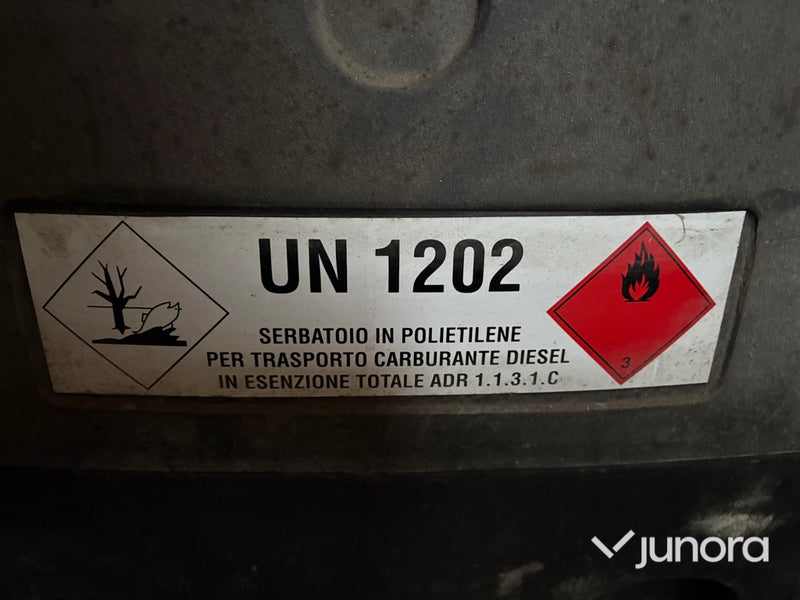 UN 1202
SERBATOIO IN POLIETILENE
PER TRASPORTO CARBURANTE DIESEL
IN ESENZIONE TOTALE ADR 1.1.3.1.C
3
junora